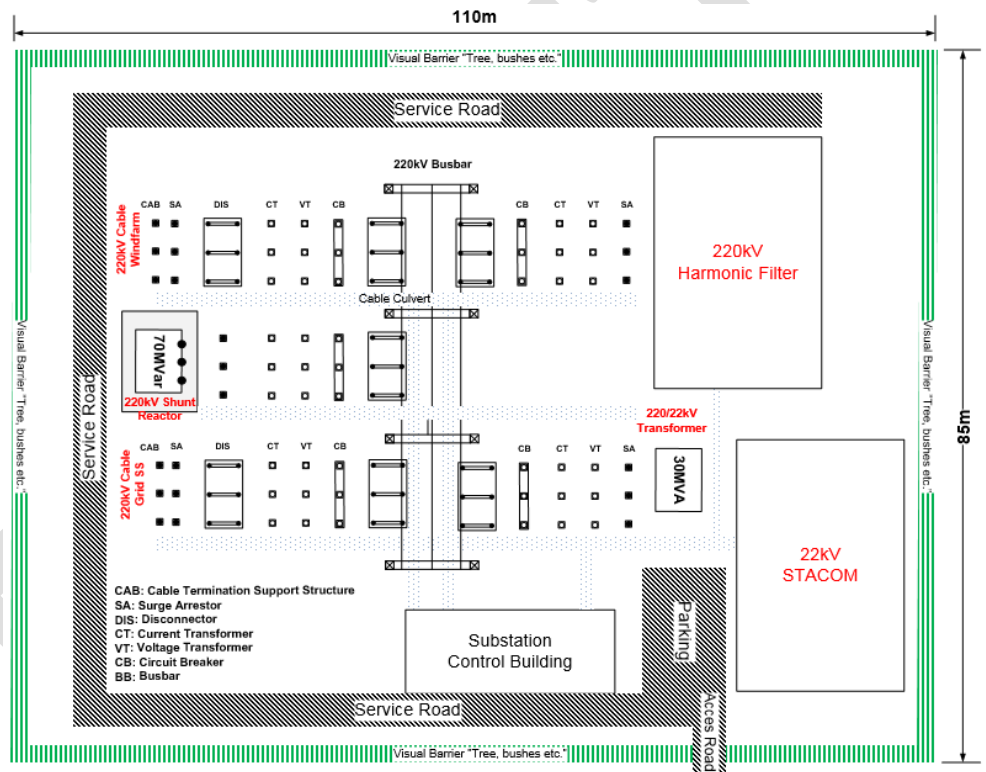 110m
Visual Barrier "Tree, bushes etc."
Service Road
220kV Busbar
CAB SA DIS CT VT CB
CB CT VT SA
220kV Cable
Windfarm
220kV
Harmonic Filter
Cable Culvert
Visual Barrier "Tree, bushes etc."
Service Road
70MVar
220kV Shunt
Reactor
220/22kV
Transformer
Visual Barrier "Tree, bushes etc."
85m
CAB SA DIS CT VT CB
CB CT VT SA
220kV Cable
Grid SS
30MVA
22kV
STACOM
CAB: Cable Termination Support Structure
SA: Surge Arrestor
DIS: Disconnector
CT: Current Transformer
VT: Voltage Transformer
CB: Circuit Breaker
BB: Busbar
Substation
Control Building
Parking
Service Road
Acces Road
Visual Barrier "Tree, bushes etc."